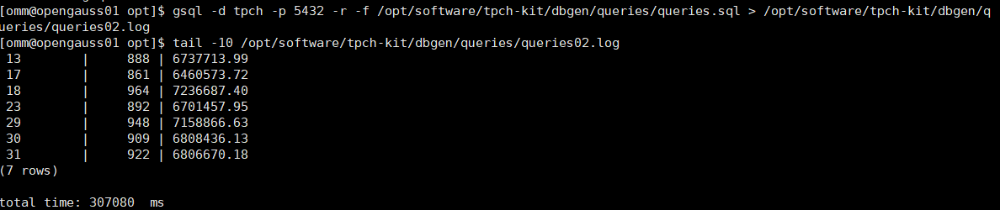 [omm@opengauss01 opt]$ gsql -d tpch -p 5432 -r -f /opt/software/tpch-kit/dbgen/queries/queries.sql > /opt/software/tpch-kit/dbgen/q
ueries/queries02.log
[omm@opengauss01 opt]$ tail -10 /opt/software/tpch-kit/dbgen/queries/queries02.log
 13        |     888 | 6737713.99
 17        |     861 | 6460573.72
 18        |     964 | 7236687.40
 23        |     892 | 6701457.95
 29        |     948 | 7158866.63
 30        |     909 | 6808436.13
 31        |     922 | 6806670.18
(7 rows)
total time: 307080  ms